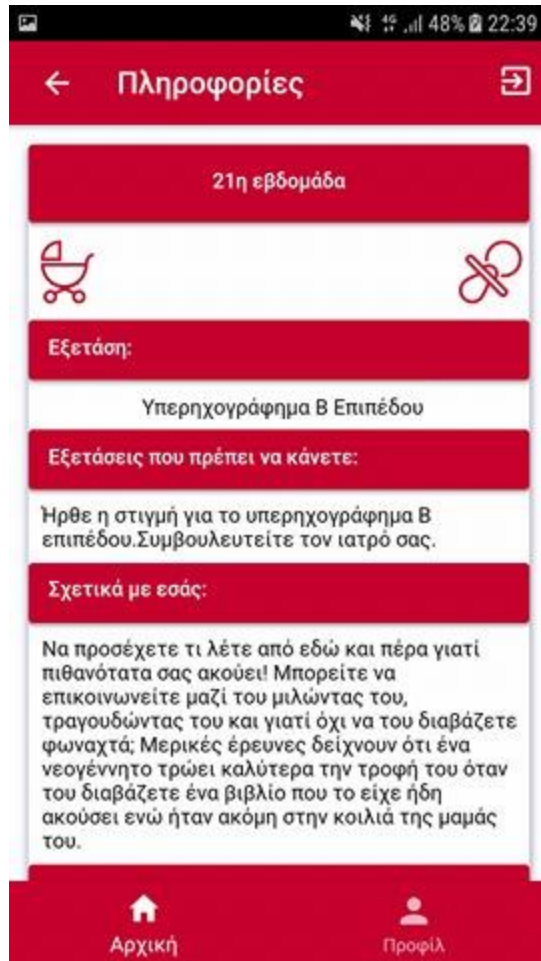 4G 48% 22:39
Πληροφορίες
21η εβδομάδα
Εξετάση:
Υπερηχογράφημα Β Επιπέδου
Εξετάσεις που πρέπει να κάνετε:
Ήρθε η στιγμή για το υπερηχογράφημα Β
επιπέδου.Συμβουλευτείτε τον ιατρό σας.
Σχετικά με εσάς:
Να προσέχετε τι λέτε από εδώ και πέρα γιατί
πιθανότατα σας ακούει! Μπορείτε να
επικοινωνείτε μαζί του μιλώντας του,
τραγουδώντας του και γιατί όχι να του διαβάζετε
φωναχτά; Μερικές έρευνες δείχνουν ότι ένα
νεογέννητο τρώει καλύτερα την τροφή του όταν
του διαβάζετε ένα βιβλίο που το είχε ήδη
ακούσει ενώ ήταν ακόμη στην κοιλιά της μαμάς
του.
Αρχική Προφίλ